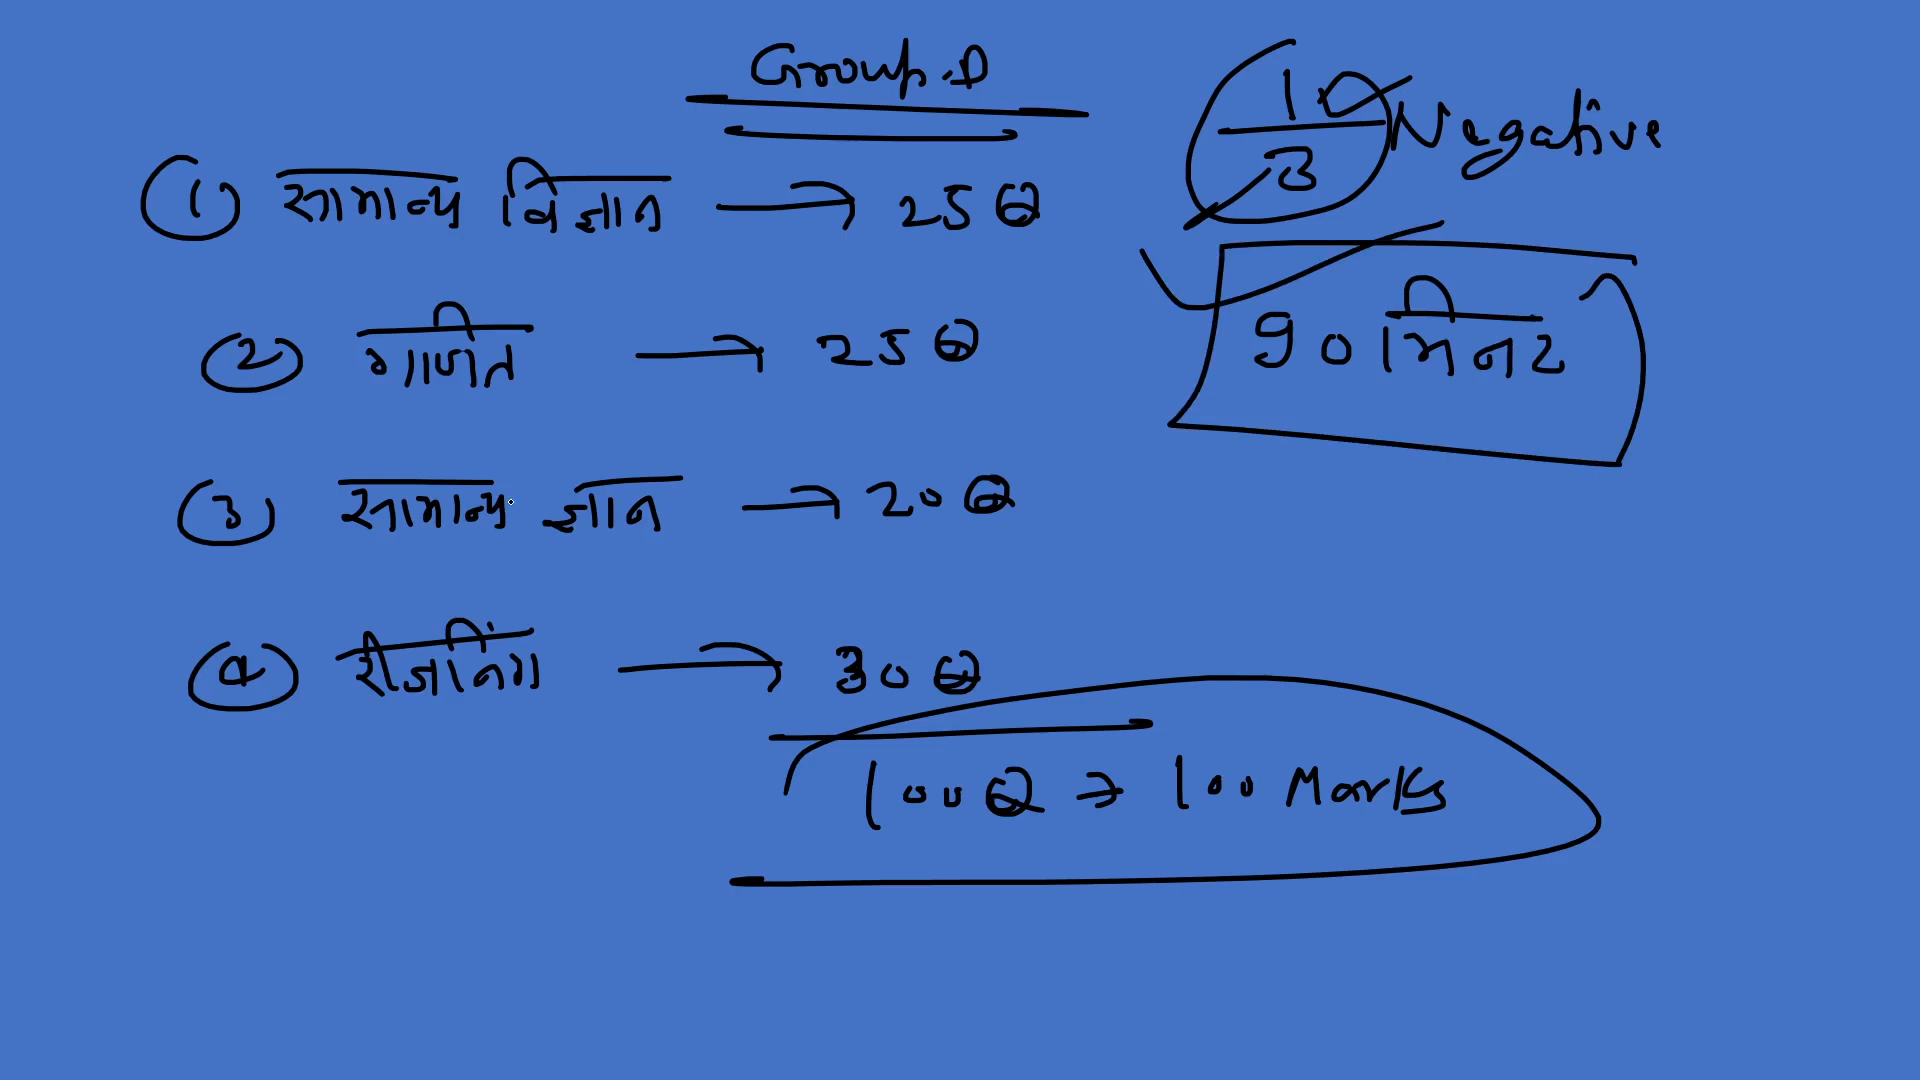 Group.D
① सामान्य विज्ञान → 25 Q
② गणित → 25 Q
③ सामान्य ज्ञान → 20 Q
④ रीजनिंग → 30 Q
100 Q → 100 Marks
1/3 Negative
90 मिनट